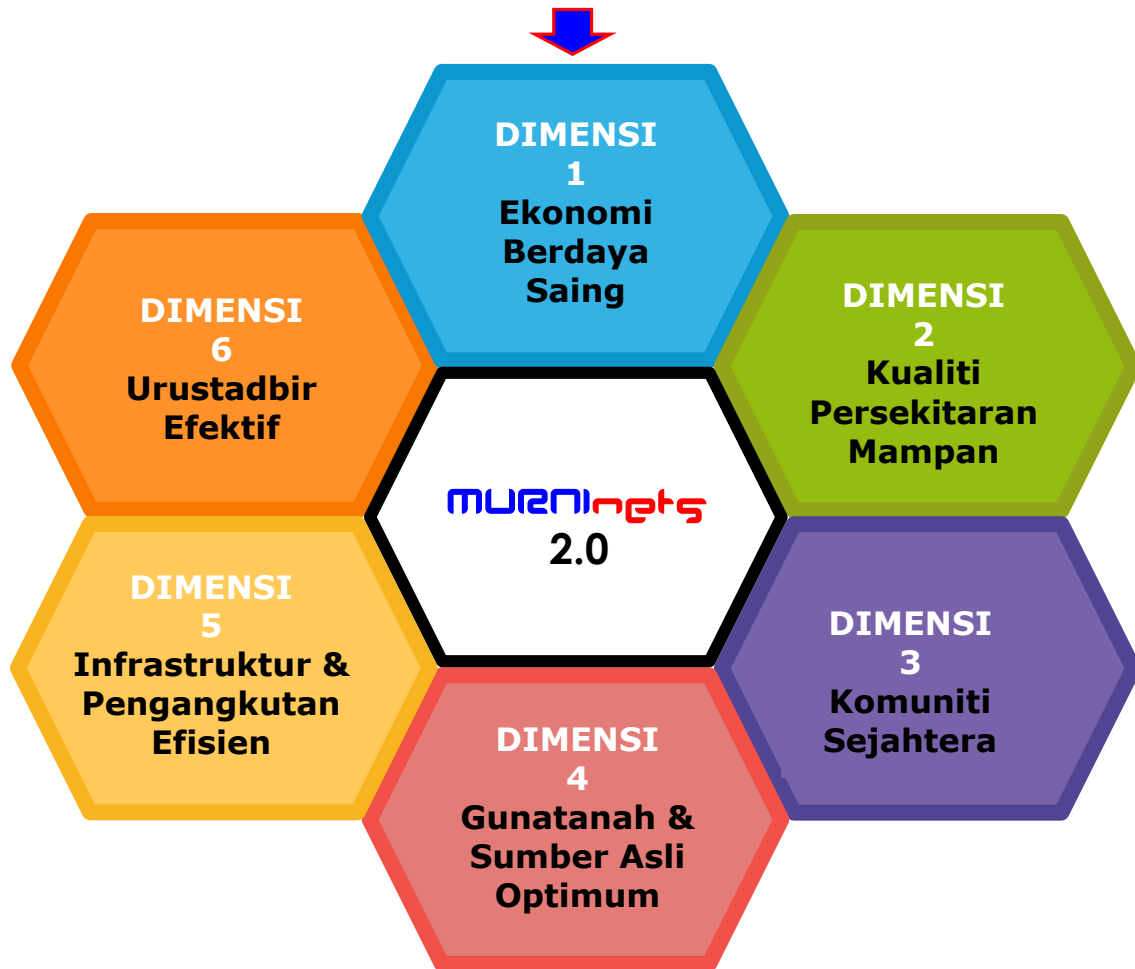 DIMENSI
1
Ekonomi
Berdaya
Saing
DIMENSI
2
Kualiti
Persekitaran
Mampan
DIMENSI
3
Komuniti
Sejahtera
DIMENSI
4
Gunatanah &
Sumber Asli
Optimum
DIMENSI
5
Infrastruktur &
Pengangkutan
Efisien
DIMENSI
6
Urustadbir
Efektif
MURNInets
2.0